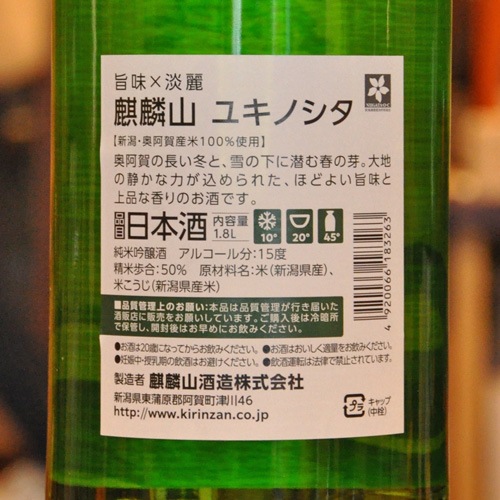 旨味×淡麗
麒麟山 ユキノシタ
【新潟・奥阿賀産米100%使用】
奥阿賀の長い冬と、雪の下に潜む春の芽。大地
の静かな力が込められた、ほどよい旨味と
上品な香りのお酒です。
品目 日本酒 内容量 1.8L 10° 20° 45°
純米吟醸酒 アルコール分:15度
精米歩合:50% 原材料名:米(新潟県産)、
米こうじ(新潟県産米)
■品質管理上のお願い:本品は品質管理が行き届いた
酒販店に販売をお願いしています。ご購入後は冷暗所
で保管し、開封後はお早めにお飲みください。
●お酒は20歳になってからお飲みください。●お酒はおいしく適量をお飲みください。
●妊娠中・授乳期の飲酒はお避けください。●飲酒運転は法律で禁止されています。
製造者 麒麟山酒造株式会社
新潟県東蒲原郡阿賀町津川46
http://www.kirinzan.co.jp
キャップ
(中栓)
4920066183263